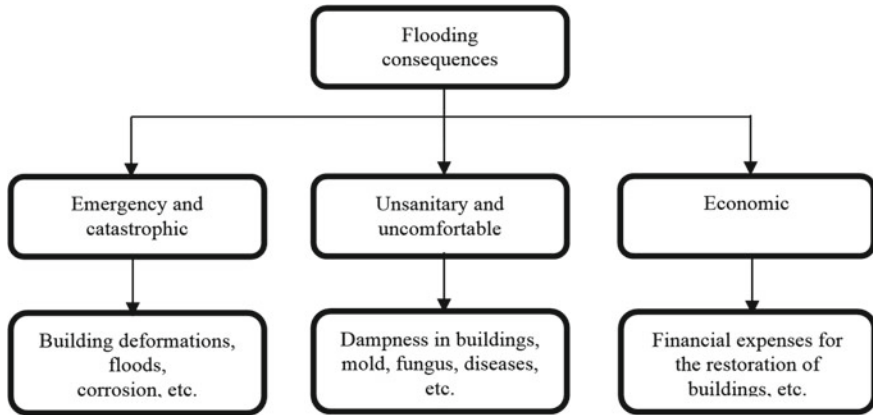 Flooding
consequences
Emergency and
catastrophic
Unsanitary and
uncomfortable
Economic
Building deformations,
floods,
corrosion, etc.
Dampness in buildings,
mold, fungus, diseases,
etc.
Financial expenses for
the restoration of
buildings, etc.